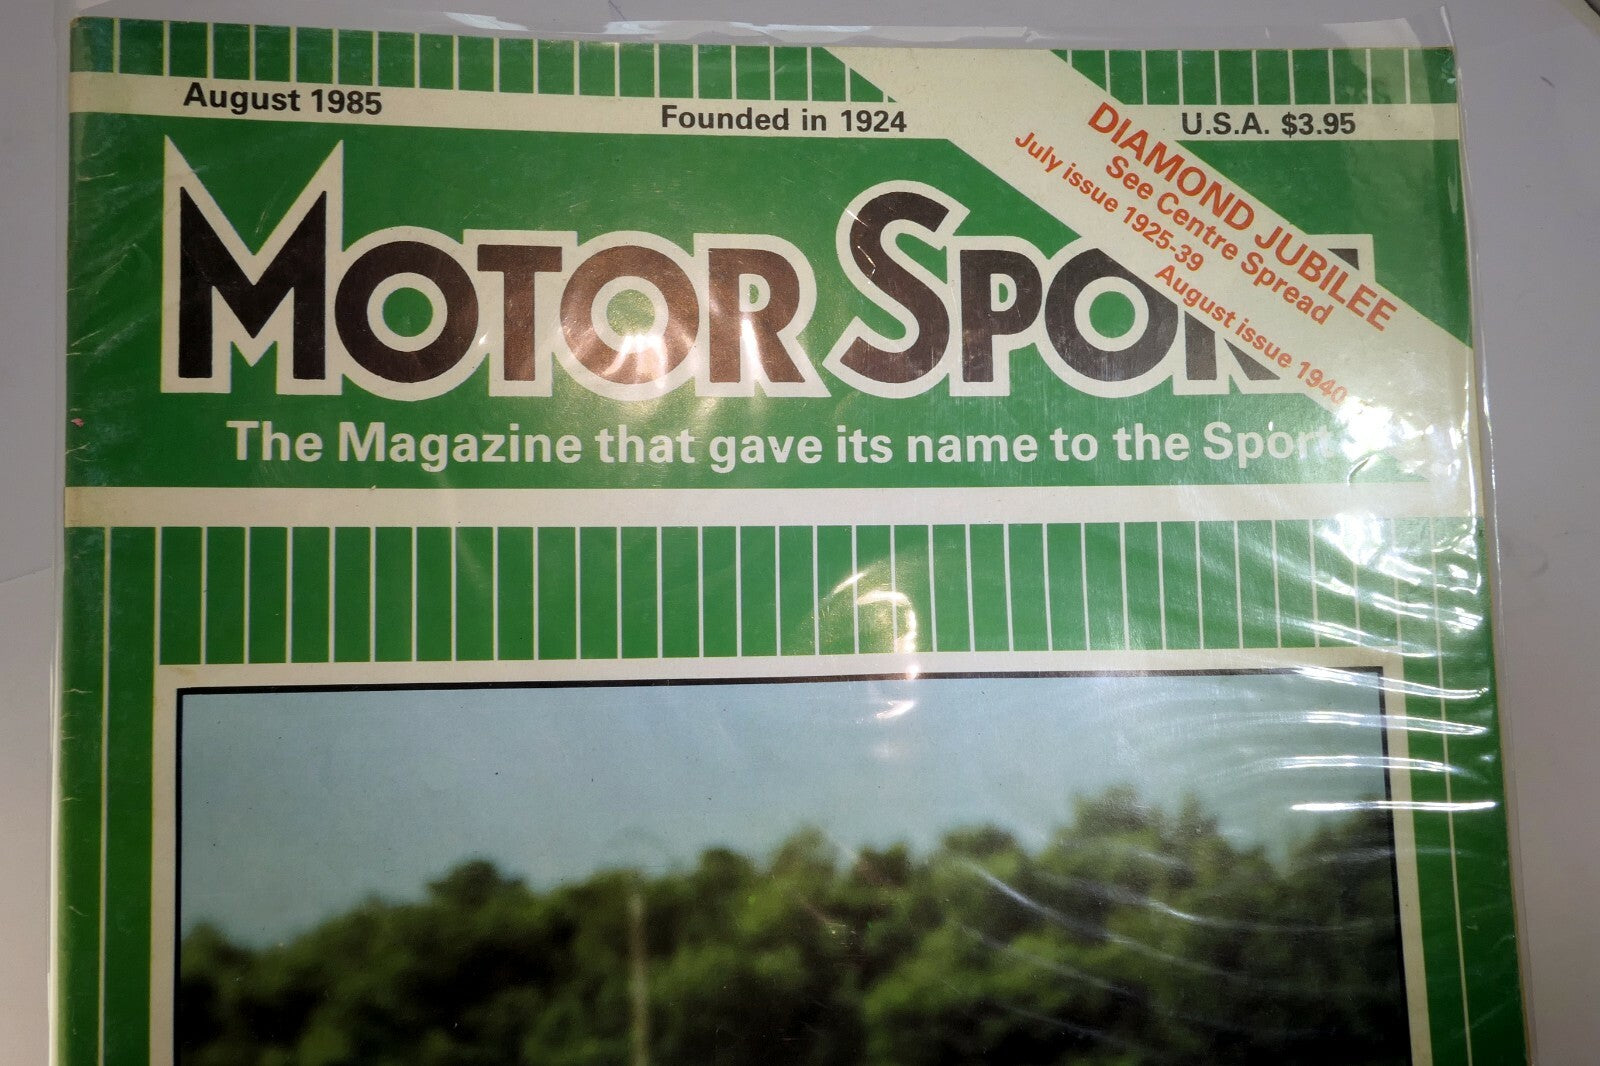 August 1985
Founded in 1924
U.S.A. $3.95
DIAMOND JUBILEE
See Centre Spread
July issue 1925-39
August issue 1940
MOTOR SPORT
The Magazine that gave its name to the Sport